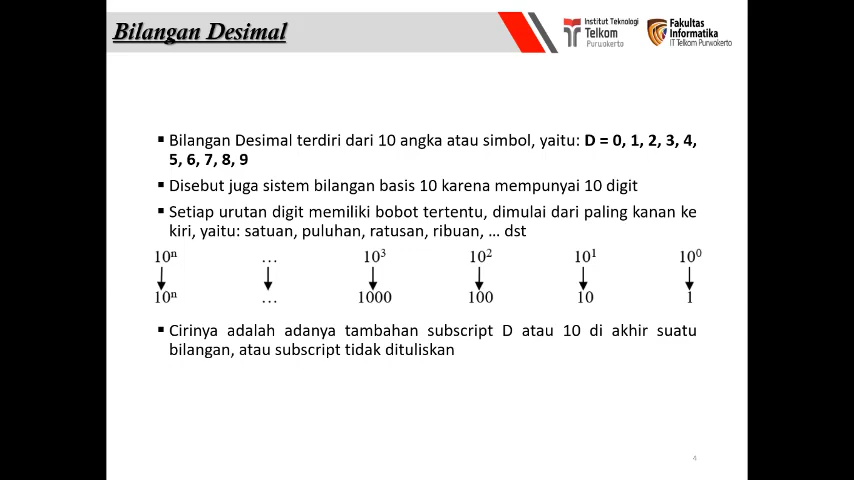 Bilangan Desimal
Institut Teknologi
Telkom
Purwokerto
Fakultas
Informatika
IT Telkom Purwokerto
▪ Bilangan Desimal terdiri dari 10 angka atau simbol, yaitu: D = 0, 1, 2, 3, 4,
5, 6, 7, 8, 9
▪ Disebut juga sistem bilangan basis 10 karena mempunyai 10 digit
▪ Setiap urutan digit memiliki bobot tertentu, dimulai dari paling kanan ke
kiri, yaitu: satuan, puluhan, ratusan, ribuan, … dst
10ⁿ … 10³ 10² 10¹ 10⁰
10ⁿ … 1000 100 10 1
▪ Cirinya adalah adanya tambahan subscript D atau 10 di akhir suatu
bilangan, atau subscript tidak dituliskan
4